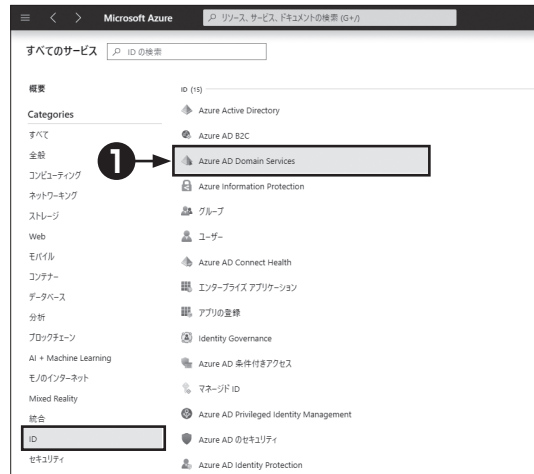 Microsoft Azure
リソース、サービス、ドキュメントの検索 (G+/)
すべてのサービス
ID の検索
概要
Categories
すべて
全般
コンピューティング
ネットワーキング
ストレージ
Web
モバイル
コンテナー
データベース
分析
ブロックチェーン
AI + Machine Learning
モノのインターネット
Mixed Reality
統合
ID
セキュリティ
ID (15)
Azure Active Directory
Azure AD B2C
1
Azure AD Domain Services
Azure Information Protection
グループ
ユーザー
Azure AD Connect Health
エンタープライズ アプリケーション
アプリの登録
Identity Governance
Azure AD 条件付きアクセス
マネージド ID
Azure AD Privileged Identity Management
Azure AD のセキュリティ
Azure AD Identity Protection